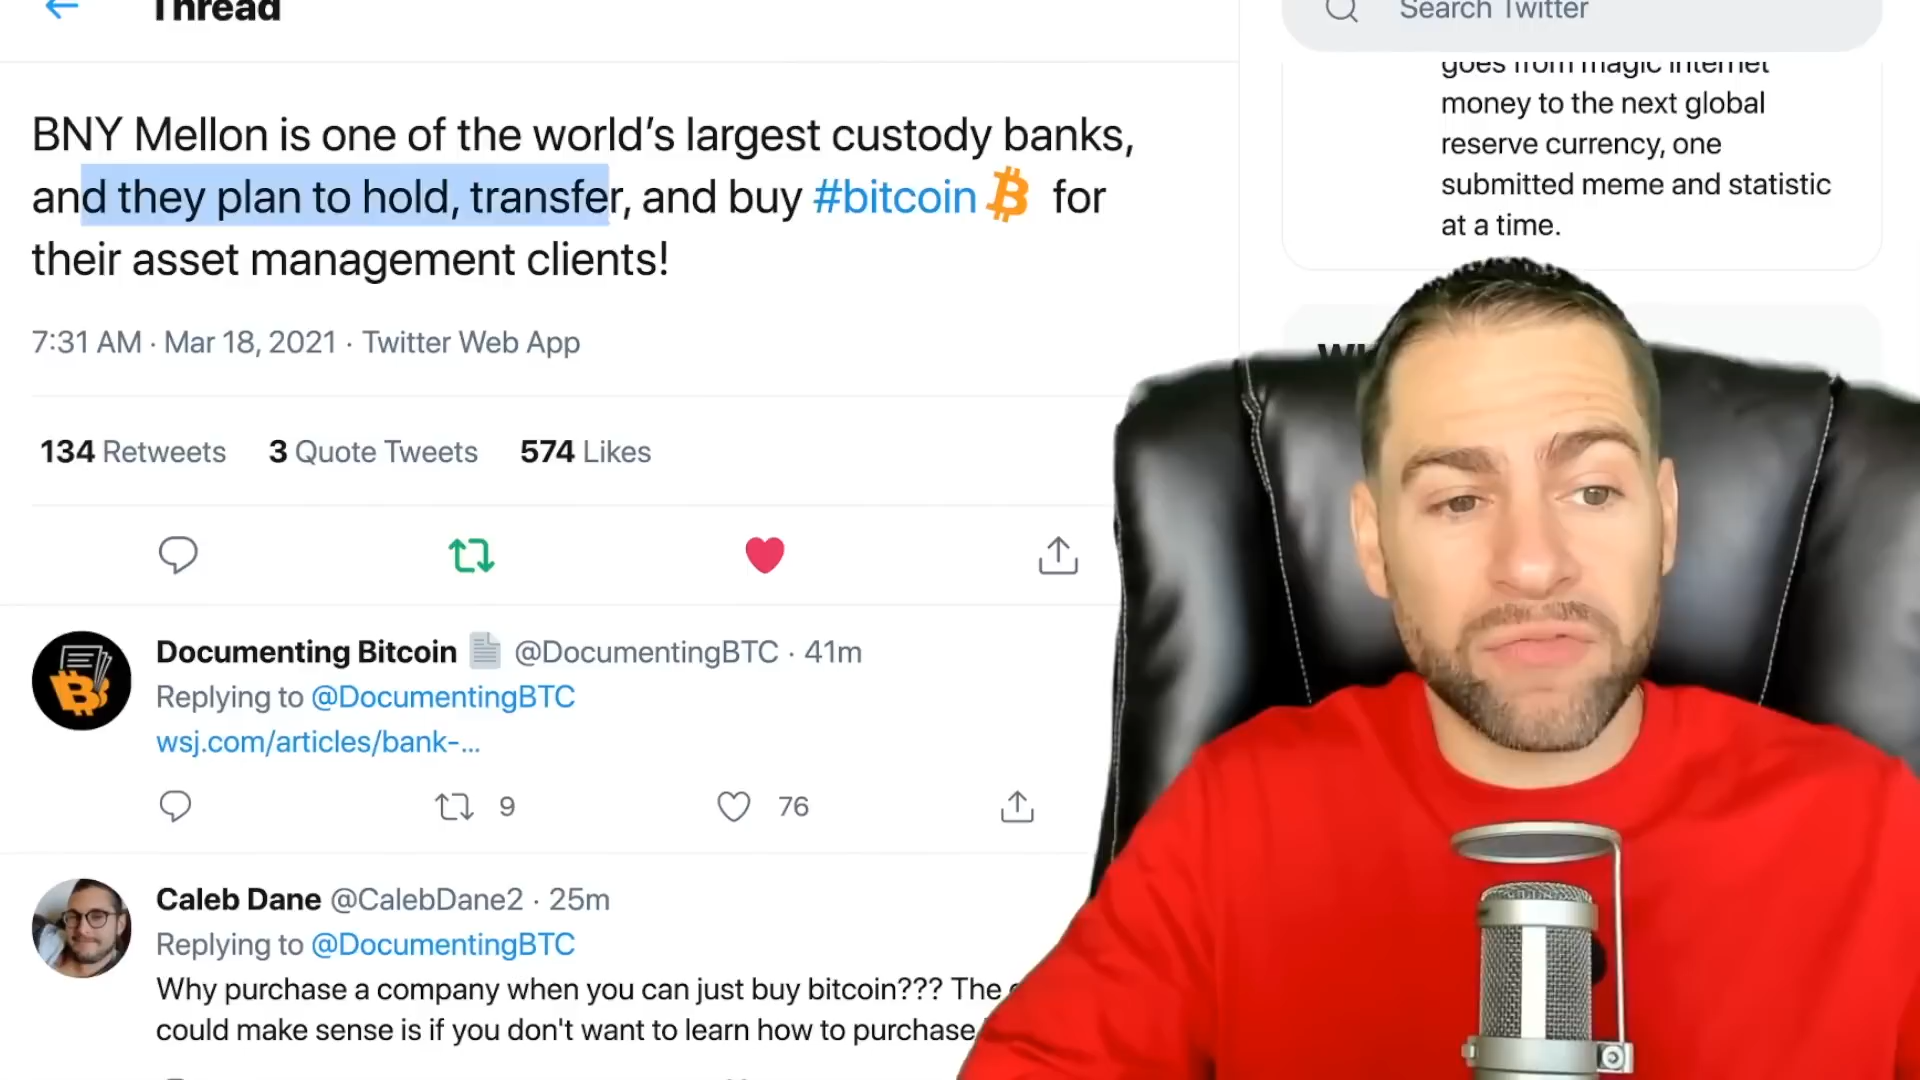 Thread
BNY Mellon is one of the world's largest custody banks,
and they plan to hold, transfer, and buy #bitcoin for
their asset management clients!
7:31 AM · Mar 18, 2021 · Twitter Web App
134 Retweets 3 Quote Tweets 574 Likes
Documenting Bitcoin @DocumentingBTC · 41m
Replying to @DocumentingBTC
wsj.com/articles/bank-...
9 76
Caleb Dane @CalebDane2 · 25m
Replying to @DocumentingBTC
Why purchase a company when you can just buy bitcoin??? The
could make sense is if you don't want to learn how to purchase
Search Twitter
goes from magic internet
money to the next global
reserve currency, one
submitted meme and statistic
at a time.